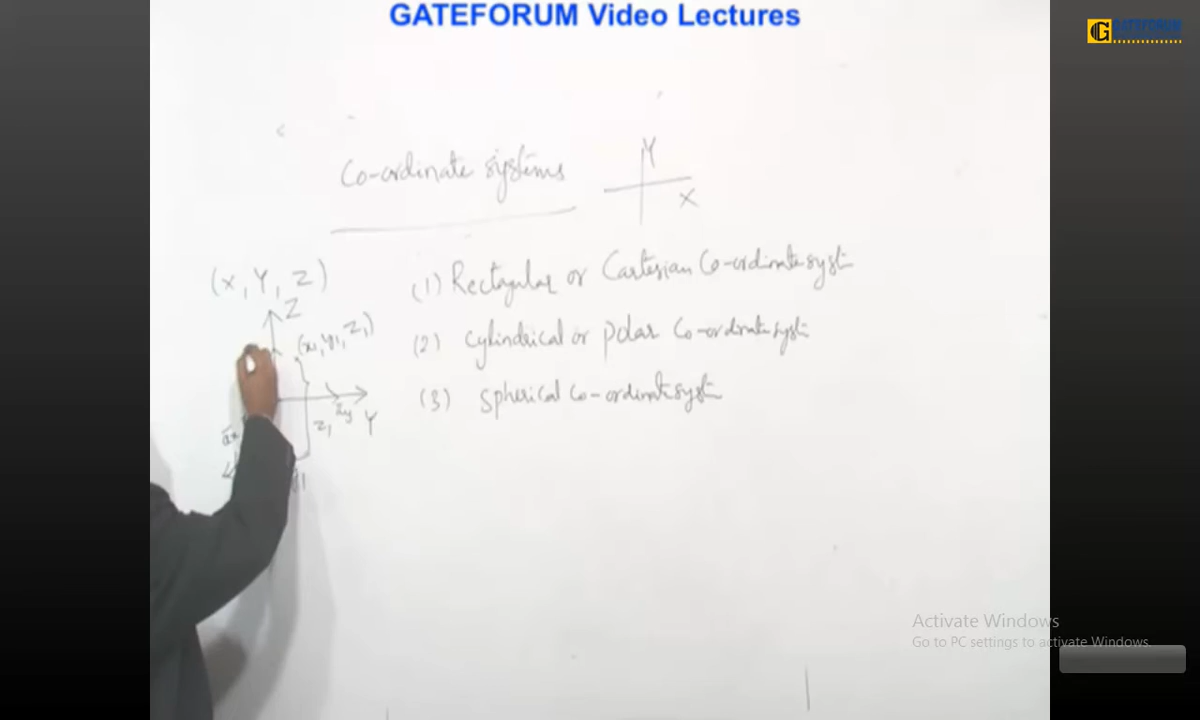 GATEFORUM Video Lectures
GATEFORUM
Co-ordinate systems
Y
X
(X, Y, Z)
Z
(x1, y1, z1)
Y
z1
(1) Rectangular or Cartesian Co-ordinate system
(2) Cylindrical or polar Co-ordinate system
(3) Spherical Co-ordinate system
Activate Windows
Go to PC settings to activate Windows.